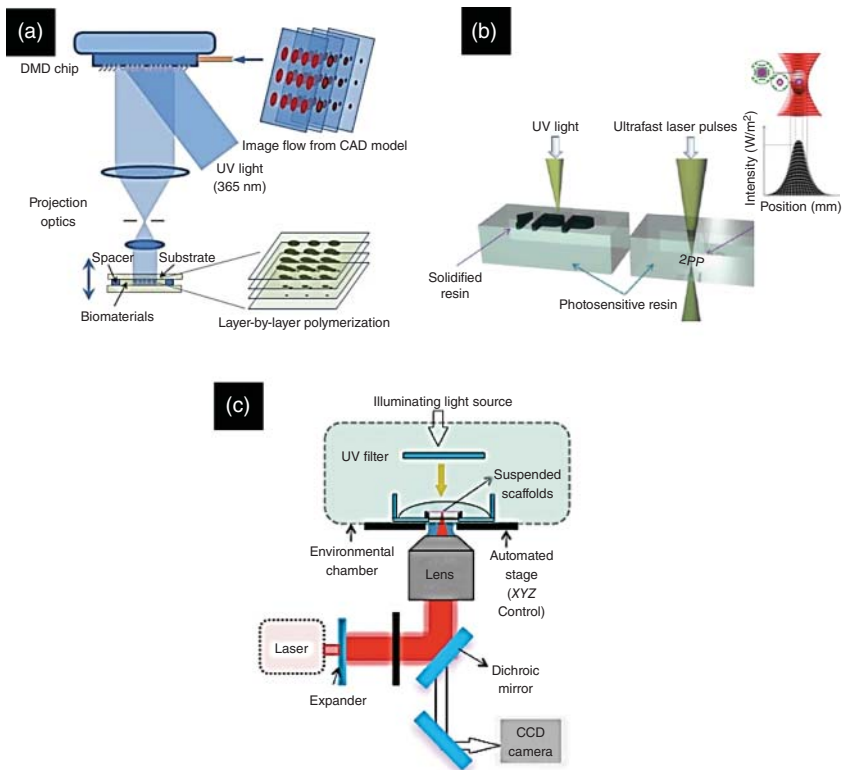 (a)
DMD chip
Image flow from CAD model
UV light
(365 nm)
Projection
optics
Spacer
Substrate
Biomaterials
Layer-by-layer polymerization
(b)
UV light
Ultrafast laser pulses
Intensity (W/m²)
Position (mm)
2PP
Solidified
resin
Photosensitive resin
(c)
Illuminating light source
UV filter
Suspended
scaffolds
Environmental
chamber
Lens
Automated
stage
(XYZ
Control)
Laser
Expander
Dichroic
mirror
CCD
camera